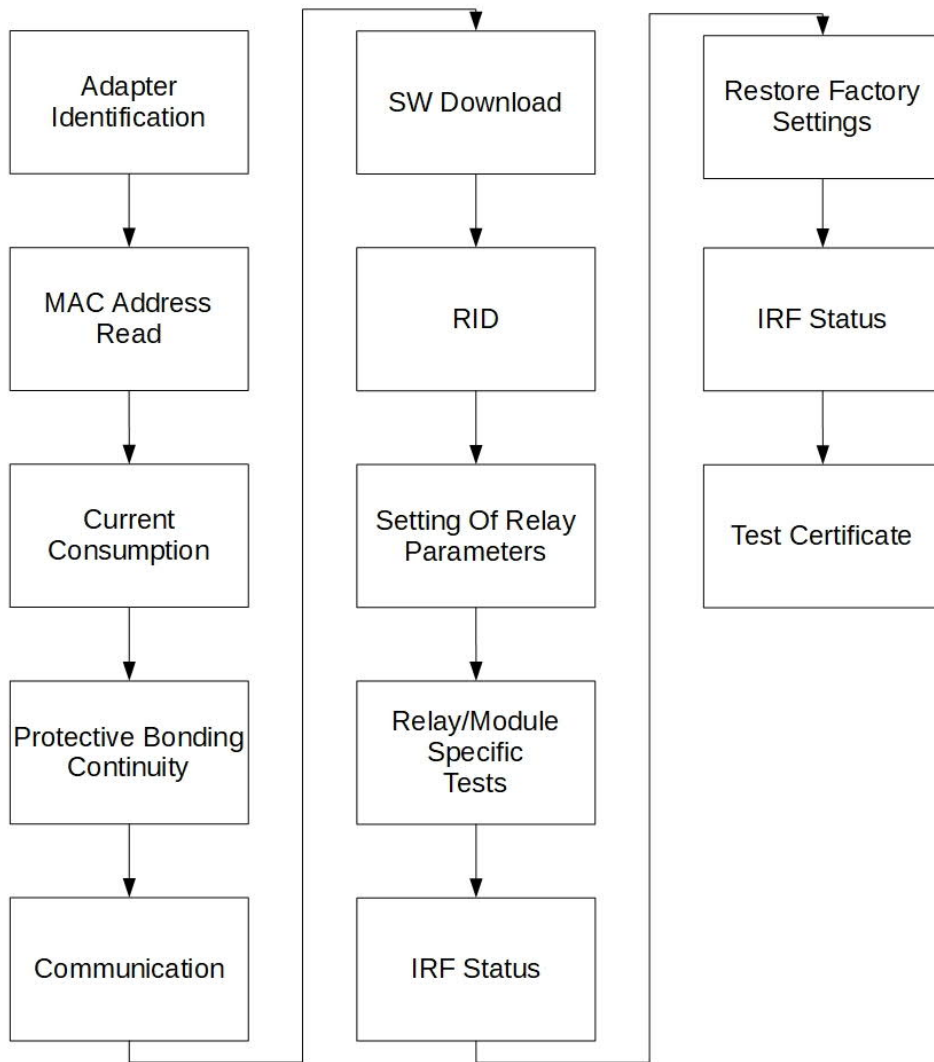 Adapter
Identification
MAC Address
Read
Current
Consumption
Protective Bonding
Continuity
Communication
SW Download
RID
Setting Of Relay
Parameters
Relay/Module
Specific
Tests
IRF Status
Restore Factory
Settings
IRF Status
Test Certificate